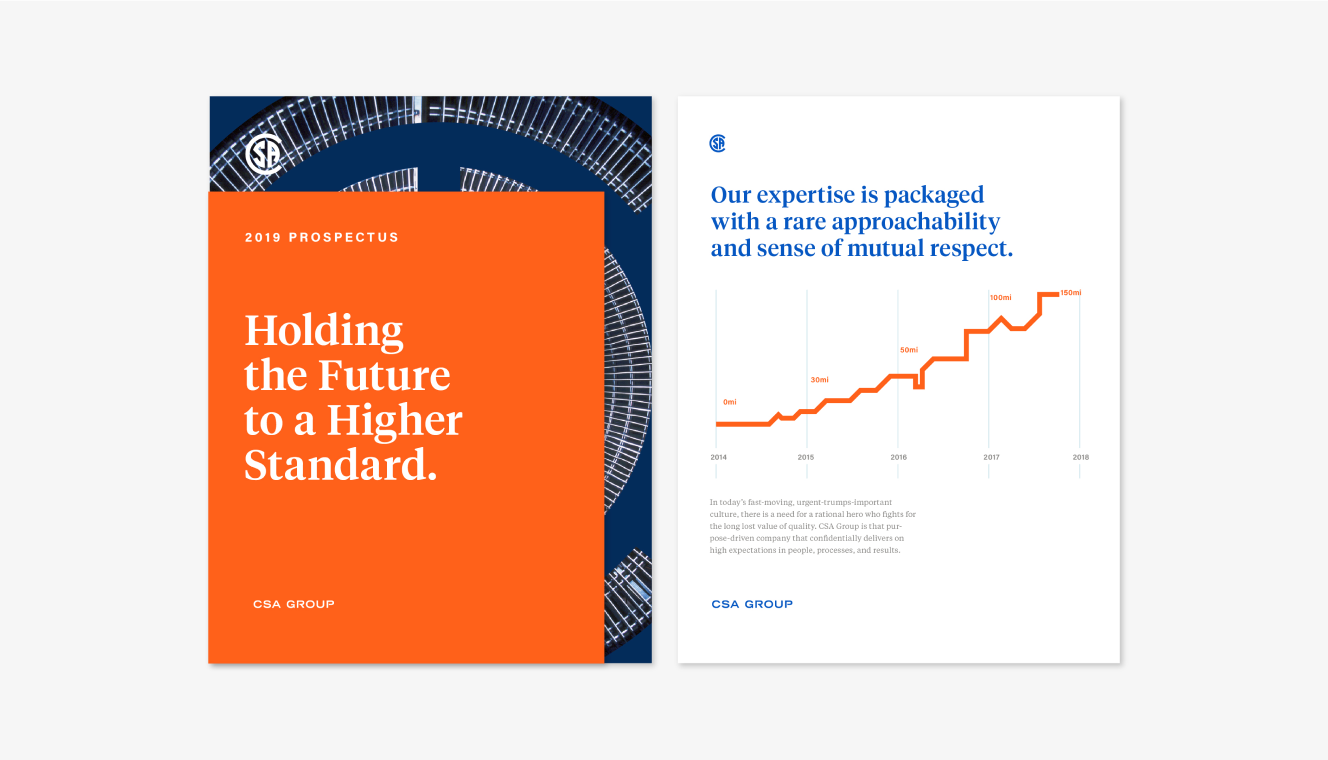 CSA
2019 PROSPECTUS
Holding
the Future
to a Higher
Standard.
CSA GROUP
CSA
Our expertise is packaged
with a rare approachability
and sense of mutual respect.
0mi
30mi
50mi
100mi
150mi
2014
2015
2016
2017
2018
In today's fast-moving, urgent-trumps-important
culture, there is a need for a rational hero who fights for
the long lost value of quality. CSA Group is that pur-
pose-driven company that confidentially delivers on
high expectations in people, processes, and results.
CSA GROUP